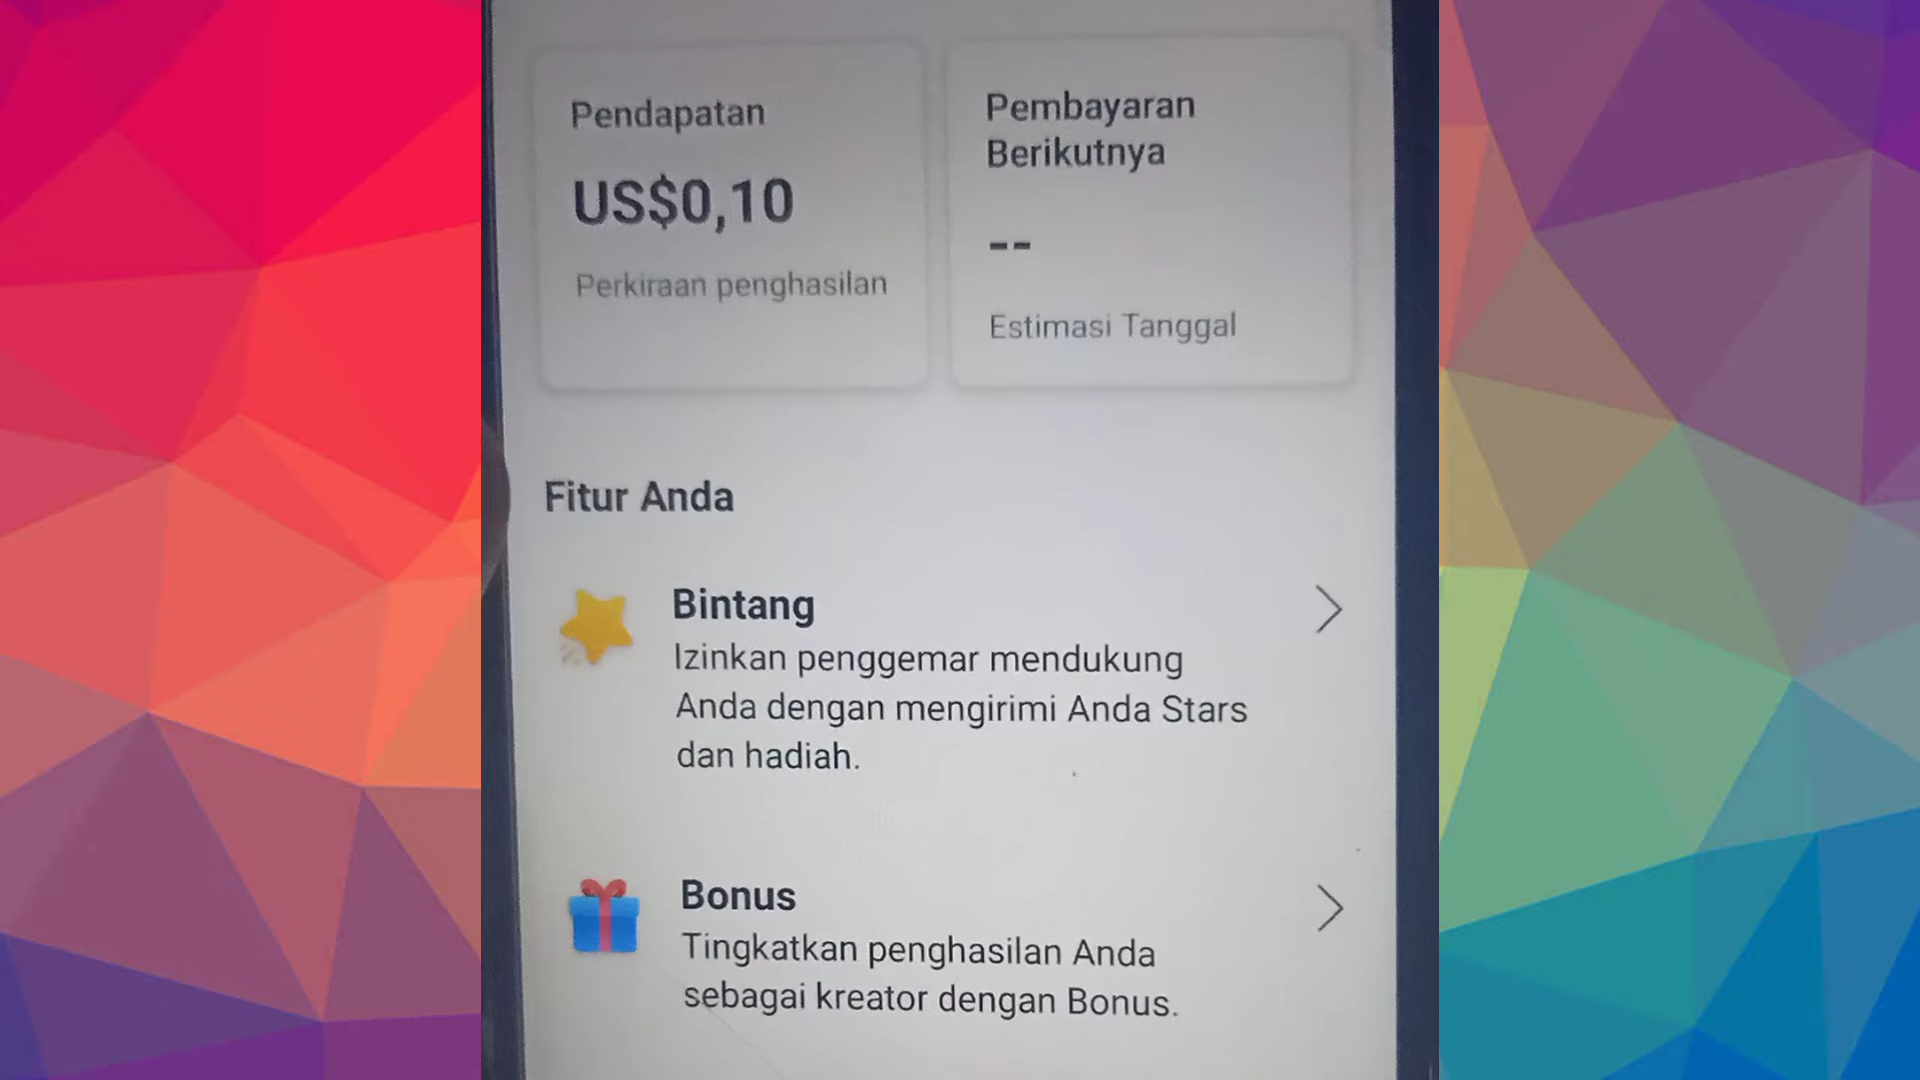 Pendapatan
US$0,10
Perkiraan penghasilan
Pembayaran
Berikutnya
--
Estimasi Tanggal
Fitur Anda
Bintang
Izinkan penggemar mendukung
Anda dengan mengirimi Anda Stars
dan hadiah.
Bonus
Tingkatkan penghasilan Anda
sebagai kreator dengan Bonus.